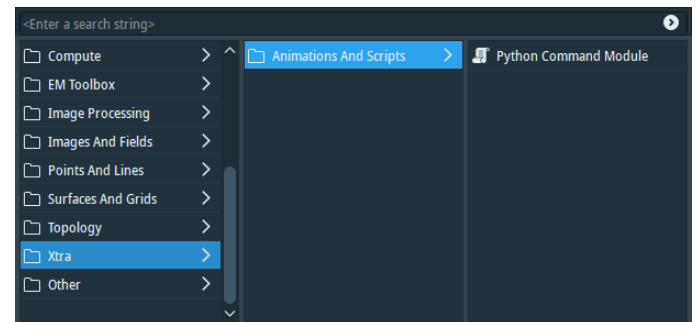 <Enter a search string>
Compute
EM Toolbox
Image Processing
Images And Fields
Points And Lines
Surfaces And Grids
Topology
Xtra
Other
Animations And Scripts
Python Command Module